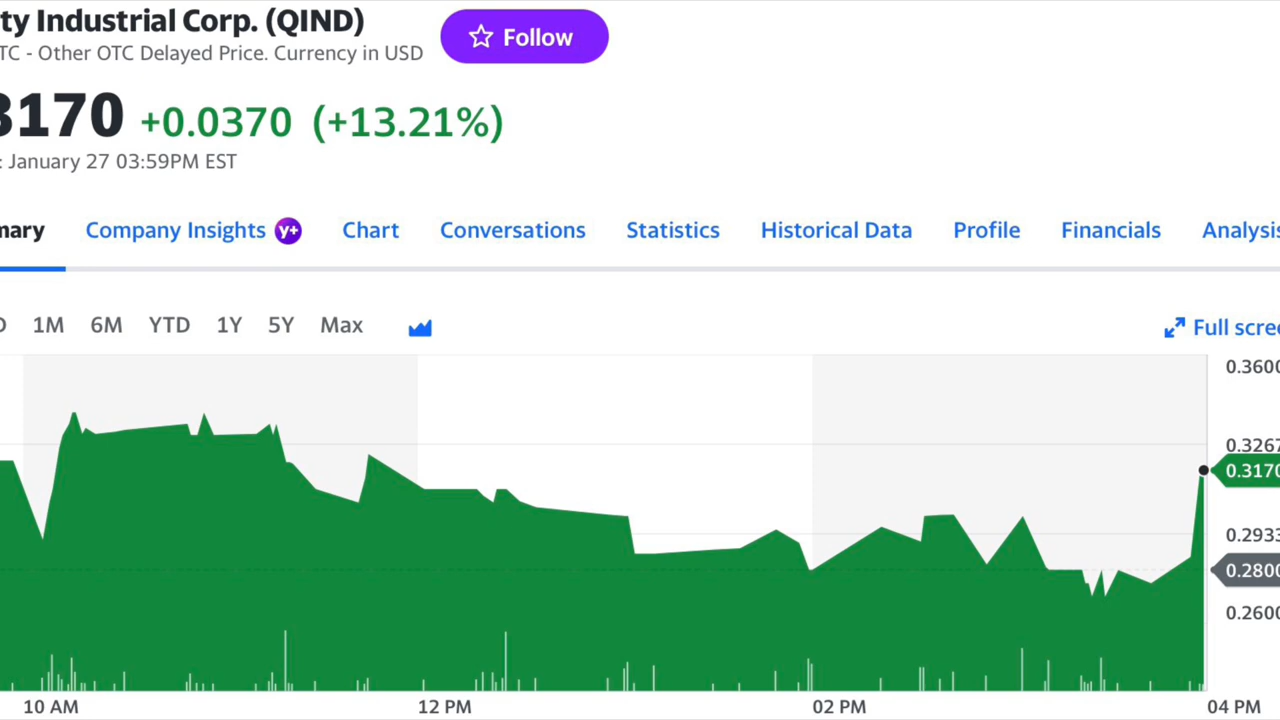 ty Industrial Corp. (QIND)
Follow
TC - Other OTC Delayed Price. Currency in USD
3170 +0.0370 (+13.21%)
: January 27 03:59PM EST
mary Company Insights y+ Chart Conversations Statistics Historical Data Profile Financials Analysis
D 1M 6M YTD 1Y 5Y Max
Full scree
0.3600
0.3267
0.3170
0.2933
0.2800
0.2600
10 AM 12 PM 02 PM 04 PM